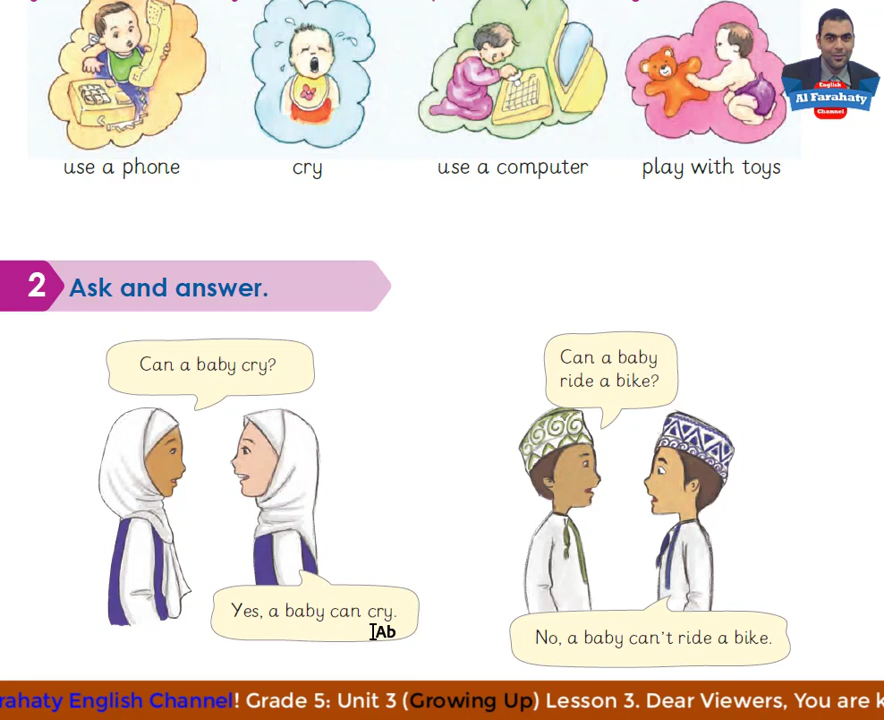 English
Al Farahaty
Channel
use a phone
cry
use a computer
play with toys
2 Ask and answer.
Can a baby cry?
Can a baby
ride a bike?
Yes, a baby can cry.
Ab
No, a baby can't ride a bike.
rahaty English Channel! Grade 5: Unit 3 (Growing Up) Lesson 3. Dear Viewers, You are k